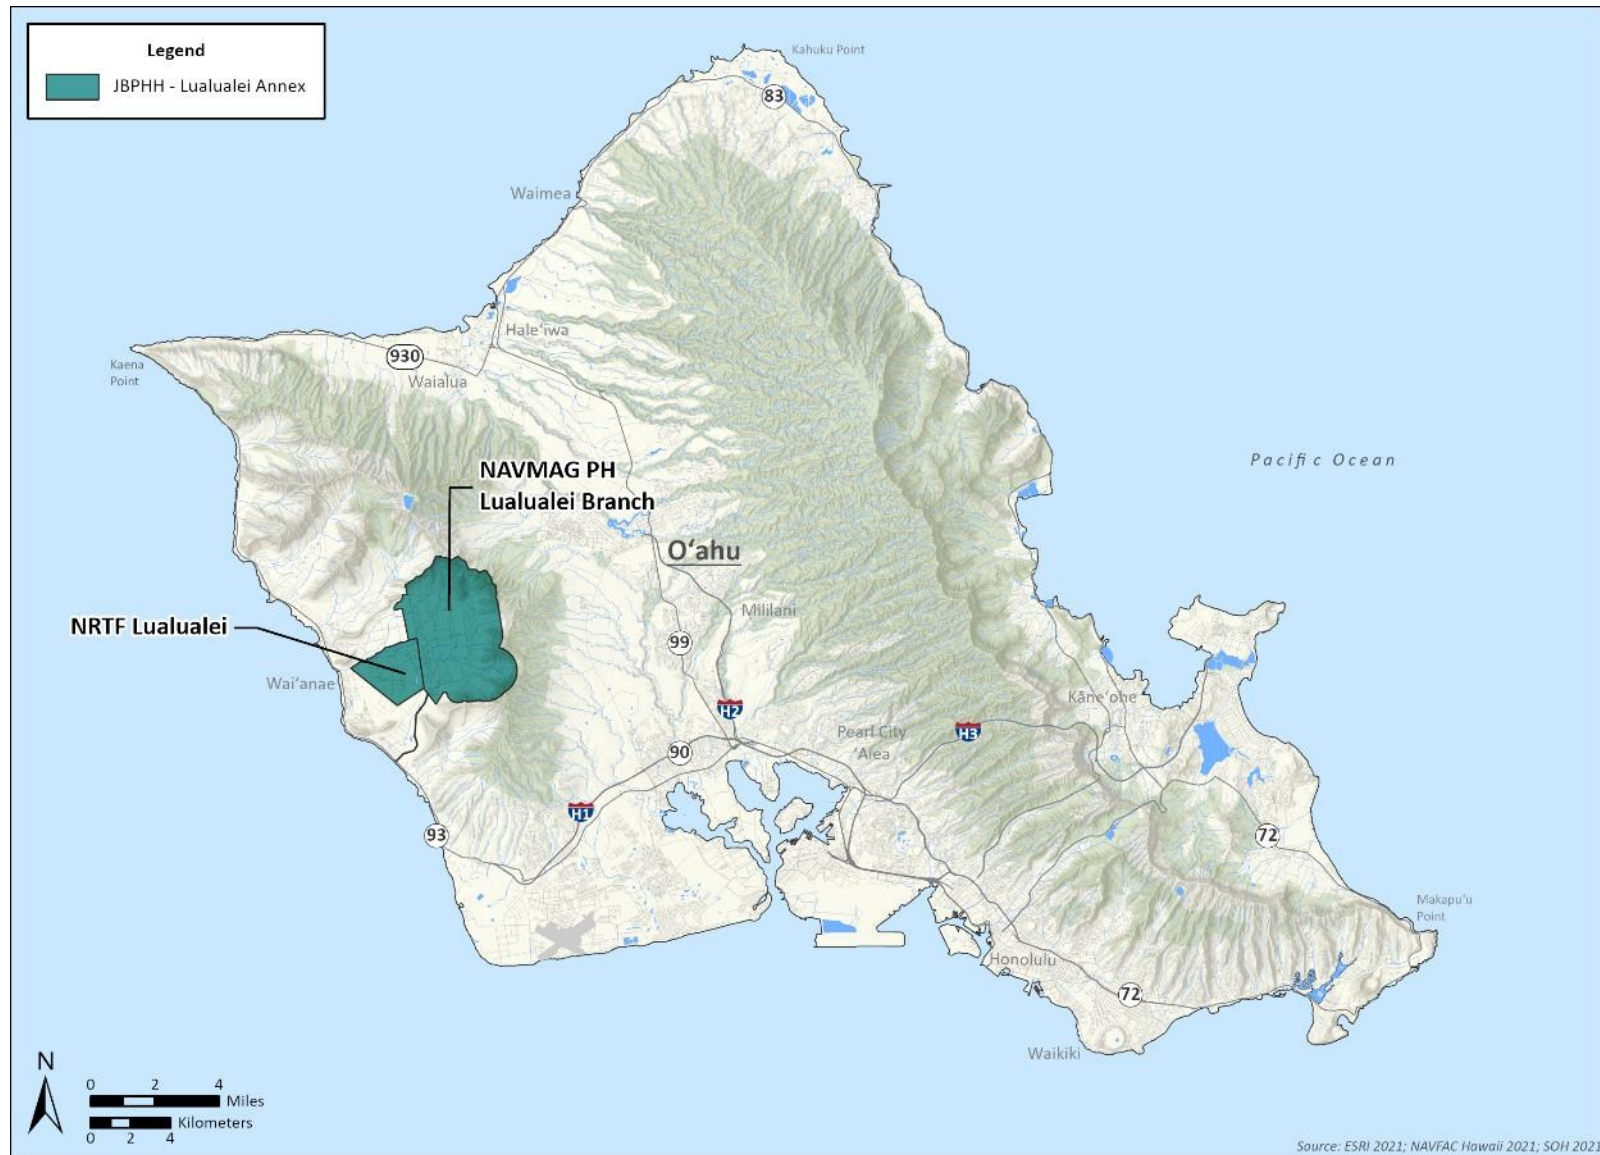 Legend
JBPHH - Lualualei Annex
Kahuku Point
83
Waimea
Hale‘iwa
930
Waialua
Kaena
Point
Pacific Ocean
NAVMAG PH
Lualualei Branch
O‘ahu
Mililani
NRTF Lualualei
99
Wai‘anae
Kāne‘ohe
H2
H3
Pearl City
‘Aiea
90
H1
93
72
Makapu‘u
Point
Honolulu
72
Waikiki
N
0 2 4
Miles
Kilometers
0 2 4
Source: ESRI 2021; NAVFAC Hawaii 2021; SOH 2021